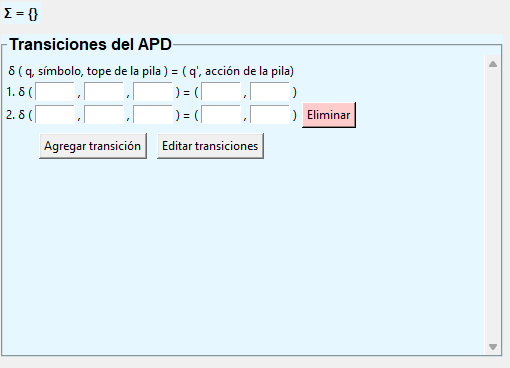 Σ = {}
Transiciones del APD
δ ( q, símbolo, tope de la pila ) = ( q', acción de la pila)
1. δ ( , , ) = ( , )
2. δ ( , , ) = ( , ) Eliminar
Agregar transición Editar transiciones